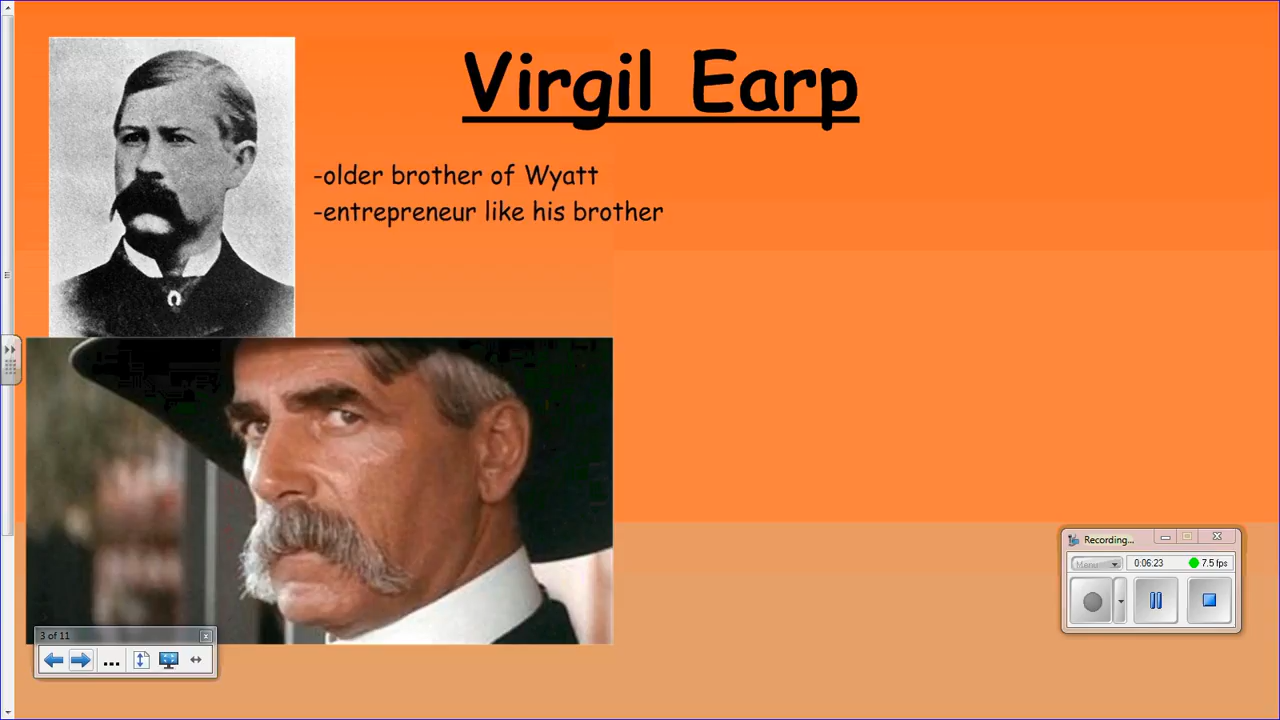 Virgil Earp
-older brother of Wyatt
-entrepreneur like his brother
Recording...
Menu
0:06:23
7.5 fps
3 of 11